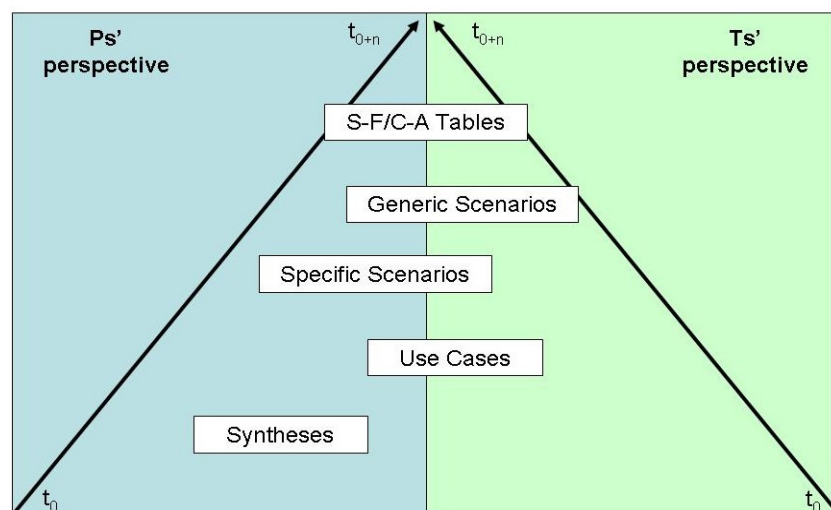 Ps'
perspective
t0+n
t0+n
Ts'
perspective
S-F/C-A Tables
Generic Scenarios
Specific Scenarios
Use Cases
Syntheses
t0
t0